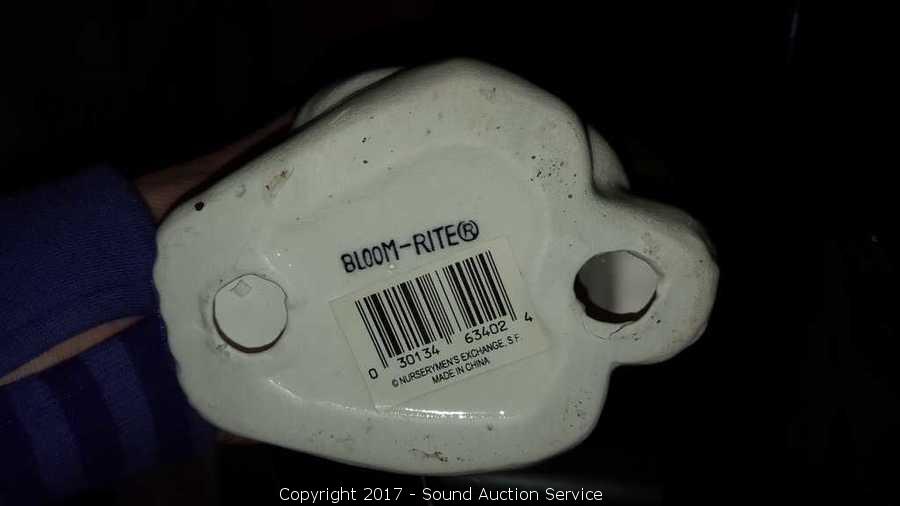 BLOOM-RITE®
0 30134 63402 4
© NURSERYMEN'S EXCHANGE, S.F.
MADE IN CHINA
Copyright 2017 - Sound Auction Service